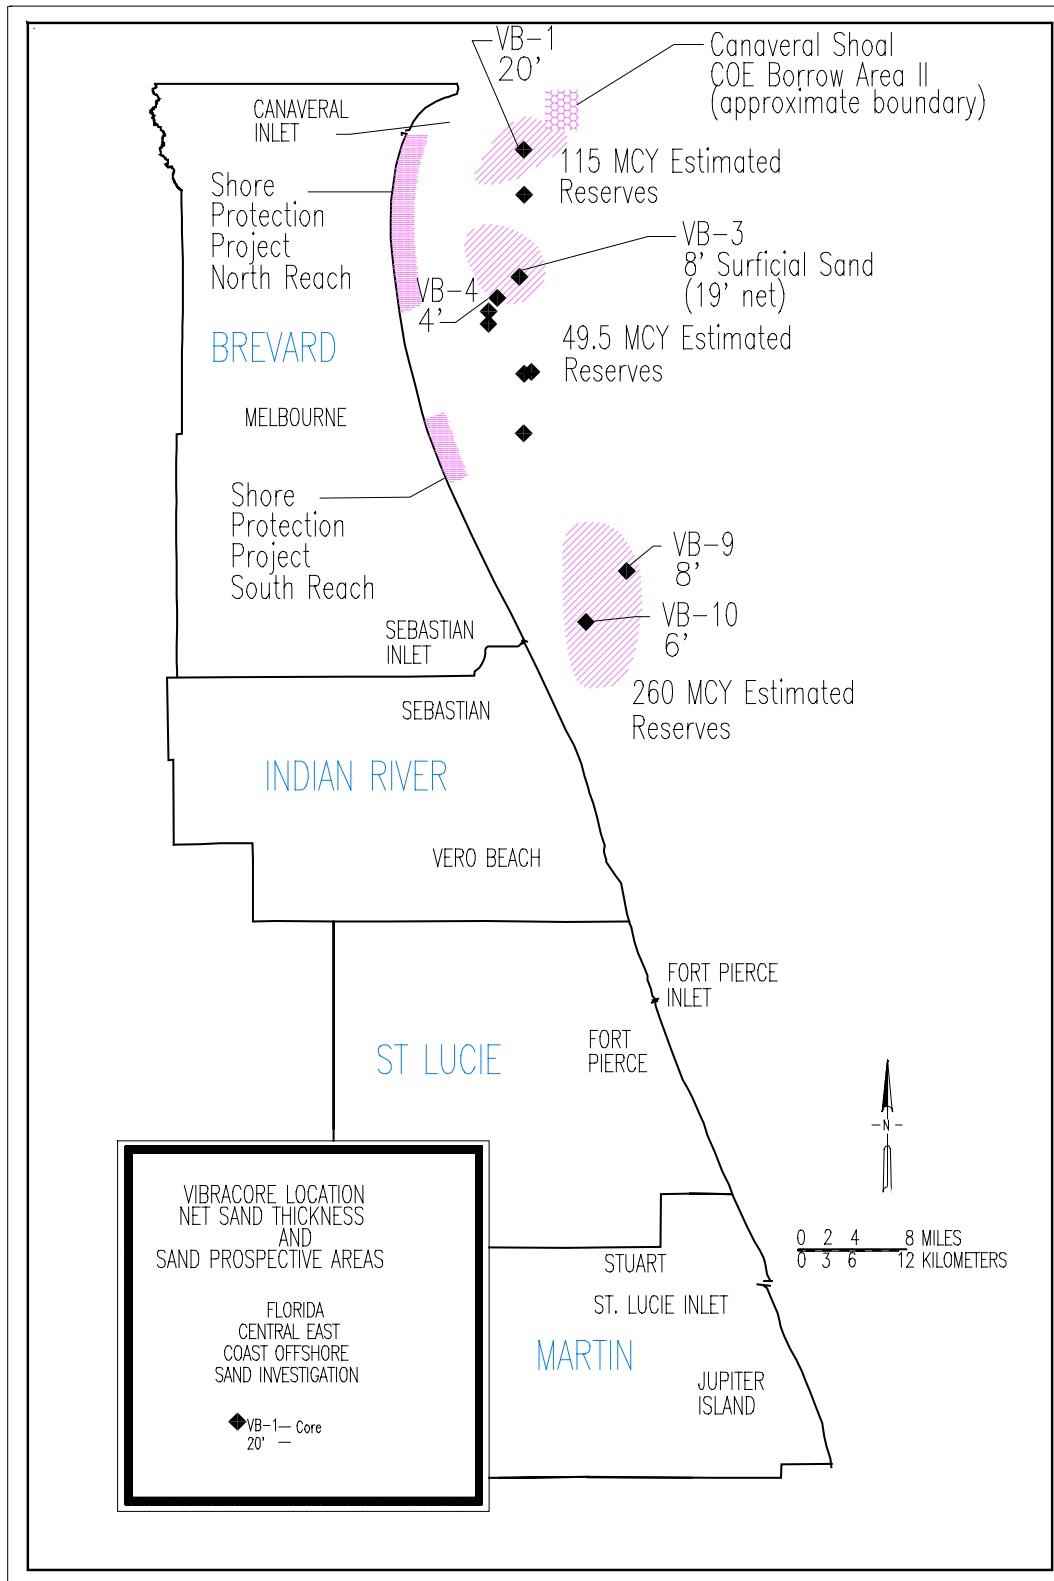 VB-1
20'
Canaveral Shoal
COE Borrow Area II
(approximate boundary)
CANAVERAL
INLET
115 MCY Estimated
Reserves
Shore
Protection
Project
North Reach
VB-3
8' Surficial Sand
(19' net)
VB-4
4'
49.5 MCY Estimated
Reserves
BREVARD
MELBOURNE
Shore
Protection
Project
South Reach
VB-9
8'
VB-10
6'
SEBASTIAN
INLET
260 MCY Estimated
Reserves
SEBASTIAN
INDIAN RIVER
VERO BEACH
FORT PIERCE
INLET
FORT
PIERCE
ST LUCIE
-N-
VIBRACORE LOCATION
NET SAND THICKNESS
AND
SAND PROSPECTIVE AREAS
FLORIDA
CENTRAL EAST
COAST OFFSHORE
SAND INVESTIGATION
VB-1— Core
20' —
0 2 4 8 MILES
0 3 6 12 KILOMETERS
STUART
ST. LUCIE INLET
MARTIN
JUPITER
ISLAND